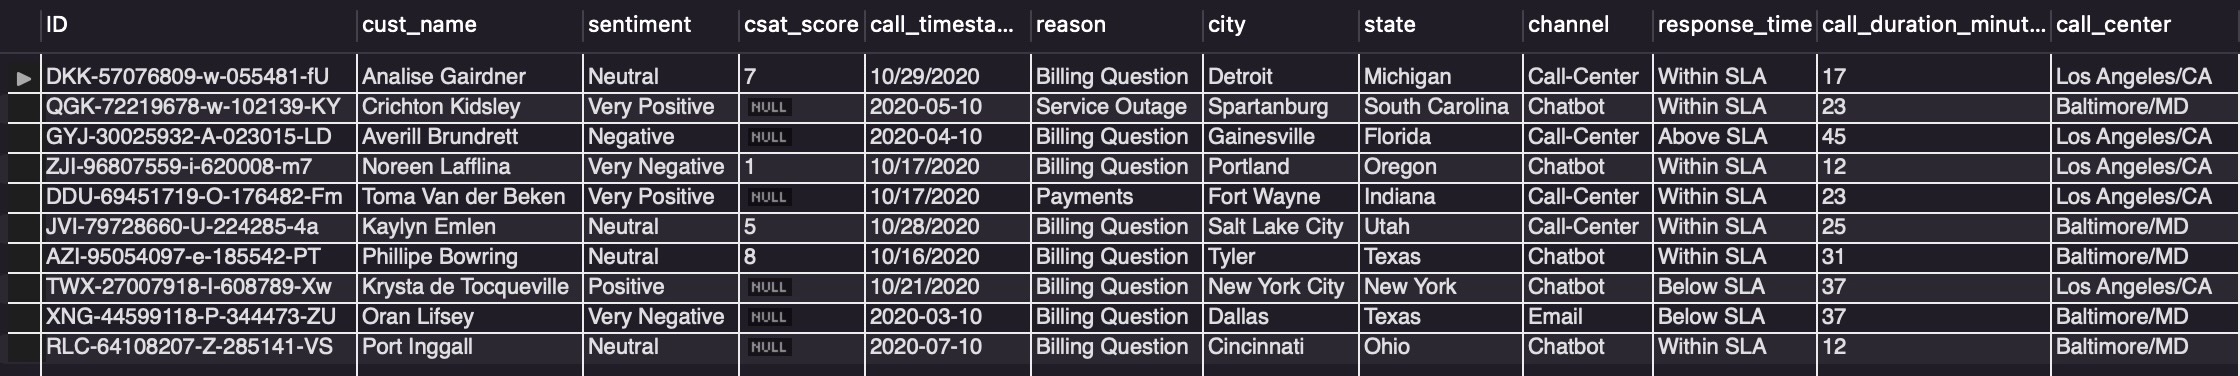 ID cust_name sentiment csat_score call_timesta... reason city state channel response_time call_duration_minut... call_center
DKK-57076809-w-055481-fU Analise Gairdner Neutral 7 10/29/2020 Billing Question Detroit Michigan Call-Center Within SLA 17 Los Angeles/CA
QGK-72219678-w-102139-KY Crichton Kidsley Very Positive NULL 2020-05-10 Service Outage Spartanburg South Carolina Chatbot Within SLA 23 Baltimore/MD
GYJ-30025932-A-023015-LD Averill Brundrett Negative NULL 2020-04-10 Billing Question Gainesville Florida Call-Center Above SLA 45 Los Angeles/CA
ZJI-96807559-i-620008-m7 Noreen Lafflina Very Negative 1 10/17/2020 Billing Question Portland Oregon Chatbot Within SLA 12 Los Angeles/CA
DDU-69451719-O-176482-Fm Toma Van der Beken Very Positive NULL 10/17/2020 Payments Fort Wayne Indiana Call-Center Within SLA 23 Los Angeles/CA
JVI-79728660-U-224285-4a Kaylyn Emlen Neutral 5 10/28/2020 Billing Question Salt Lake City Utah Call-Center Within SLA 25 Baltimore/MD
AZI-95054097-e-185542-PT Phillipe Bowring Neutral 8 10/16/2020 Billing Question Tyler Texas Chatbot Within SLA 31 Baltimore/MD
TWX-27007918-I-608789-Xw Krysta de Tocqueville Positive NULL 10/21/2020 Billing Question New York City New York Chatbot Below SLA 37 Los Angeles/CA
XNG-44599118-P-344473-ZU Oran Lifsey Very Negative NULL 2020-03-10 Billing Question Dallas Texas Email Below SLA 37 Baltimore/MD
RLC-64108207-Z-285141-VS Port Inggall Neutral NULL 2020-07-10 Billing Question Cincinnati Ohio Chatbot Within SLA 12 Baltimore/MD